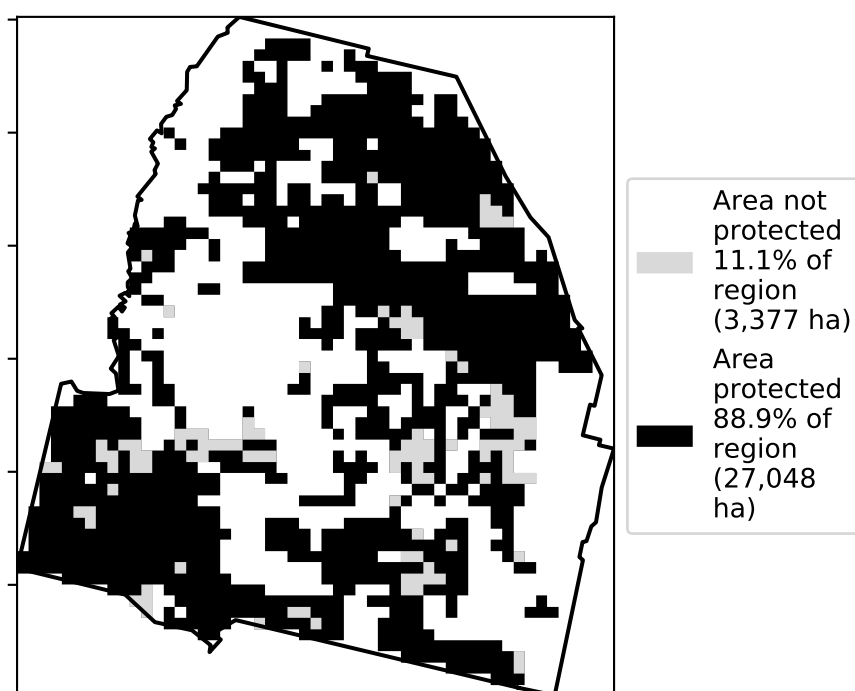 Area not
protected
11.1% of
region
(3,377 ha)
Area
protected
88.9% of
region
(27,048
ha)